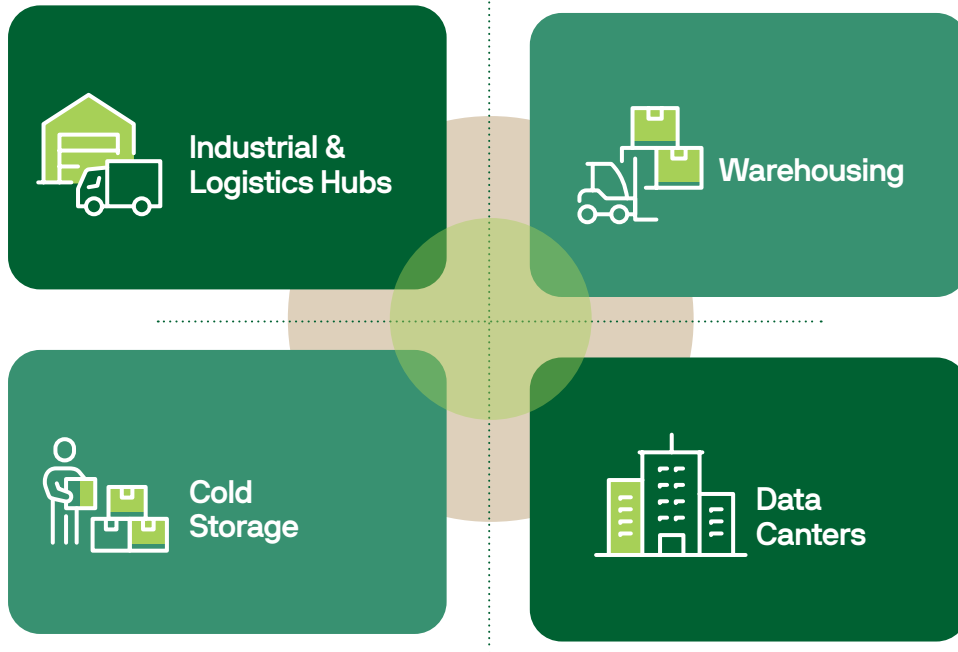 Industrial &
Logistics Hubs
Warehousing
Cold
Storage
Data
Canters